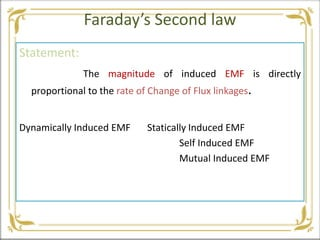 Faraday’s Second law
Statement:
The magnitude of induced EMF is directly
proportional to the rate of Change of Flux linkages.
Dynamically Induced EMF Statically Induced EMF
Self Induced EMF
Mutual Induced EMF